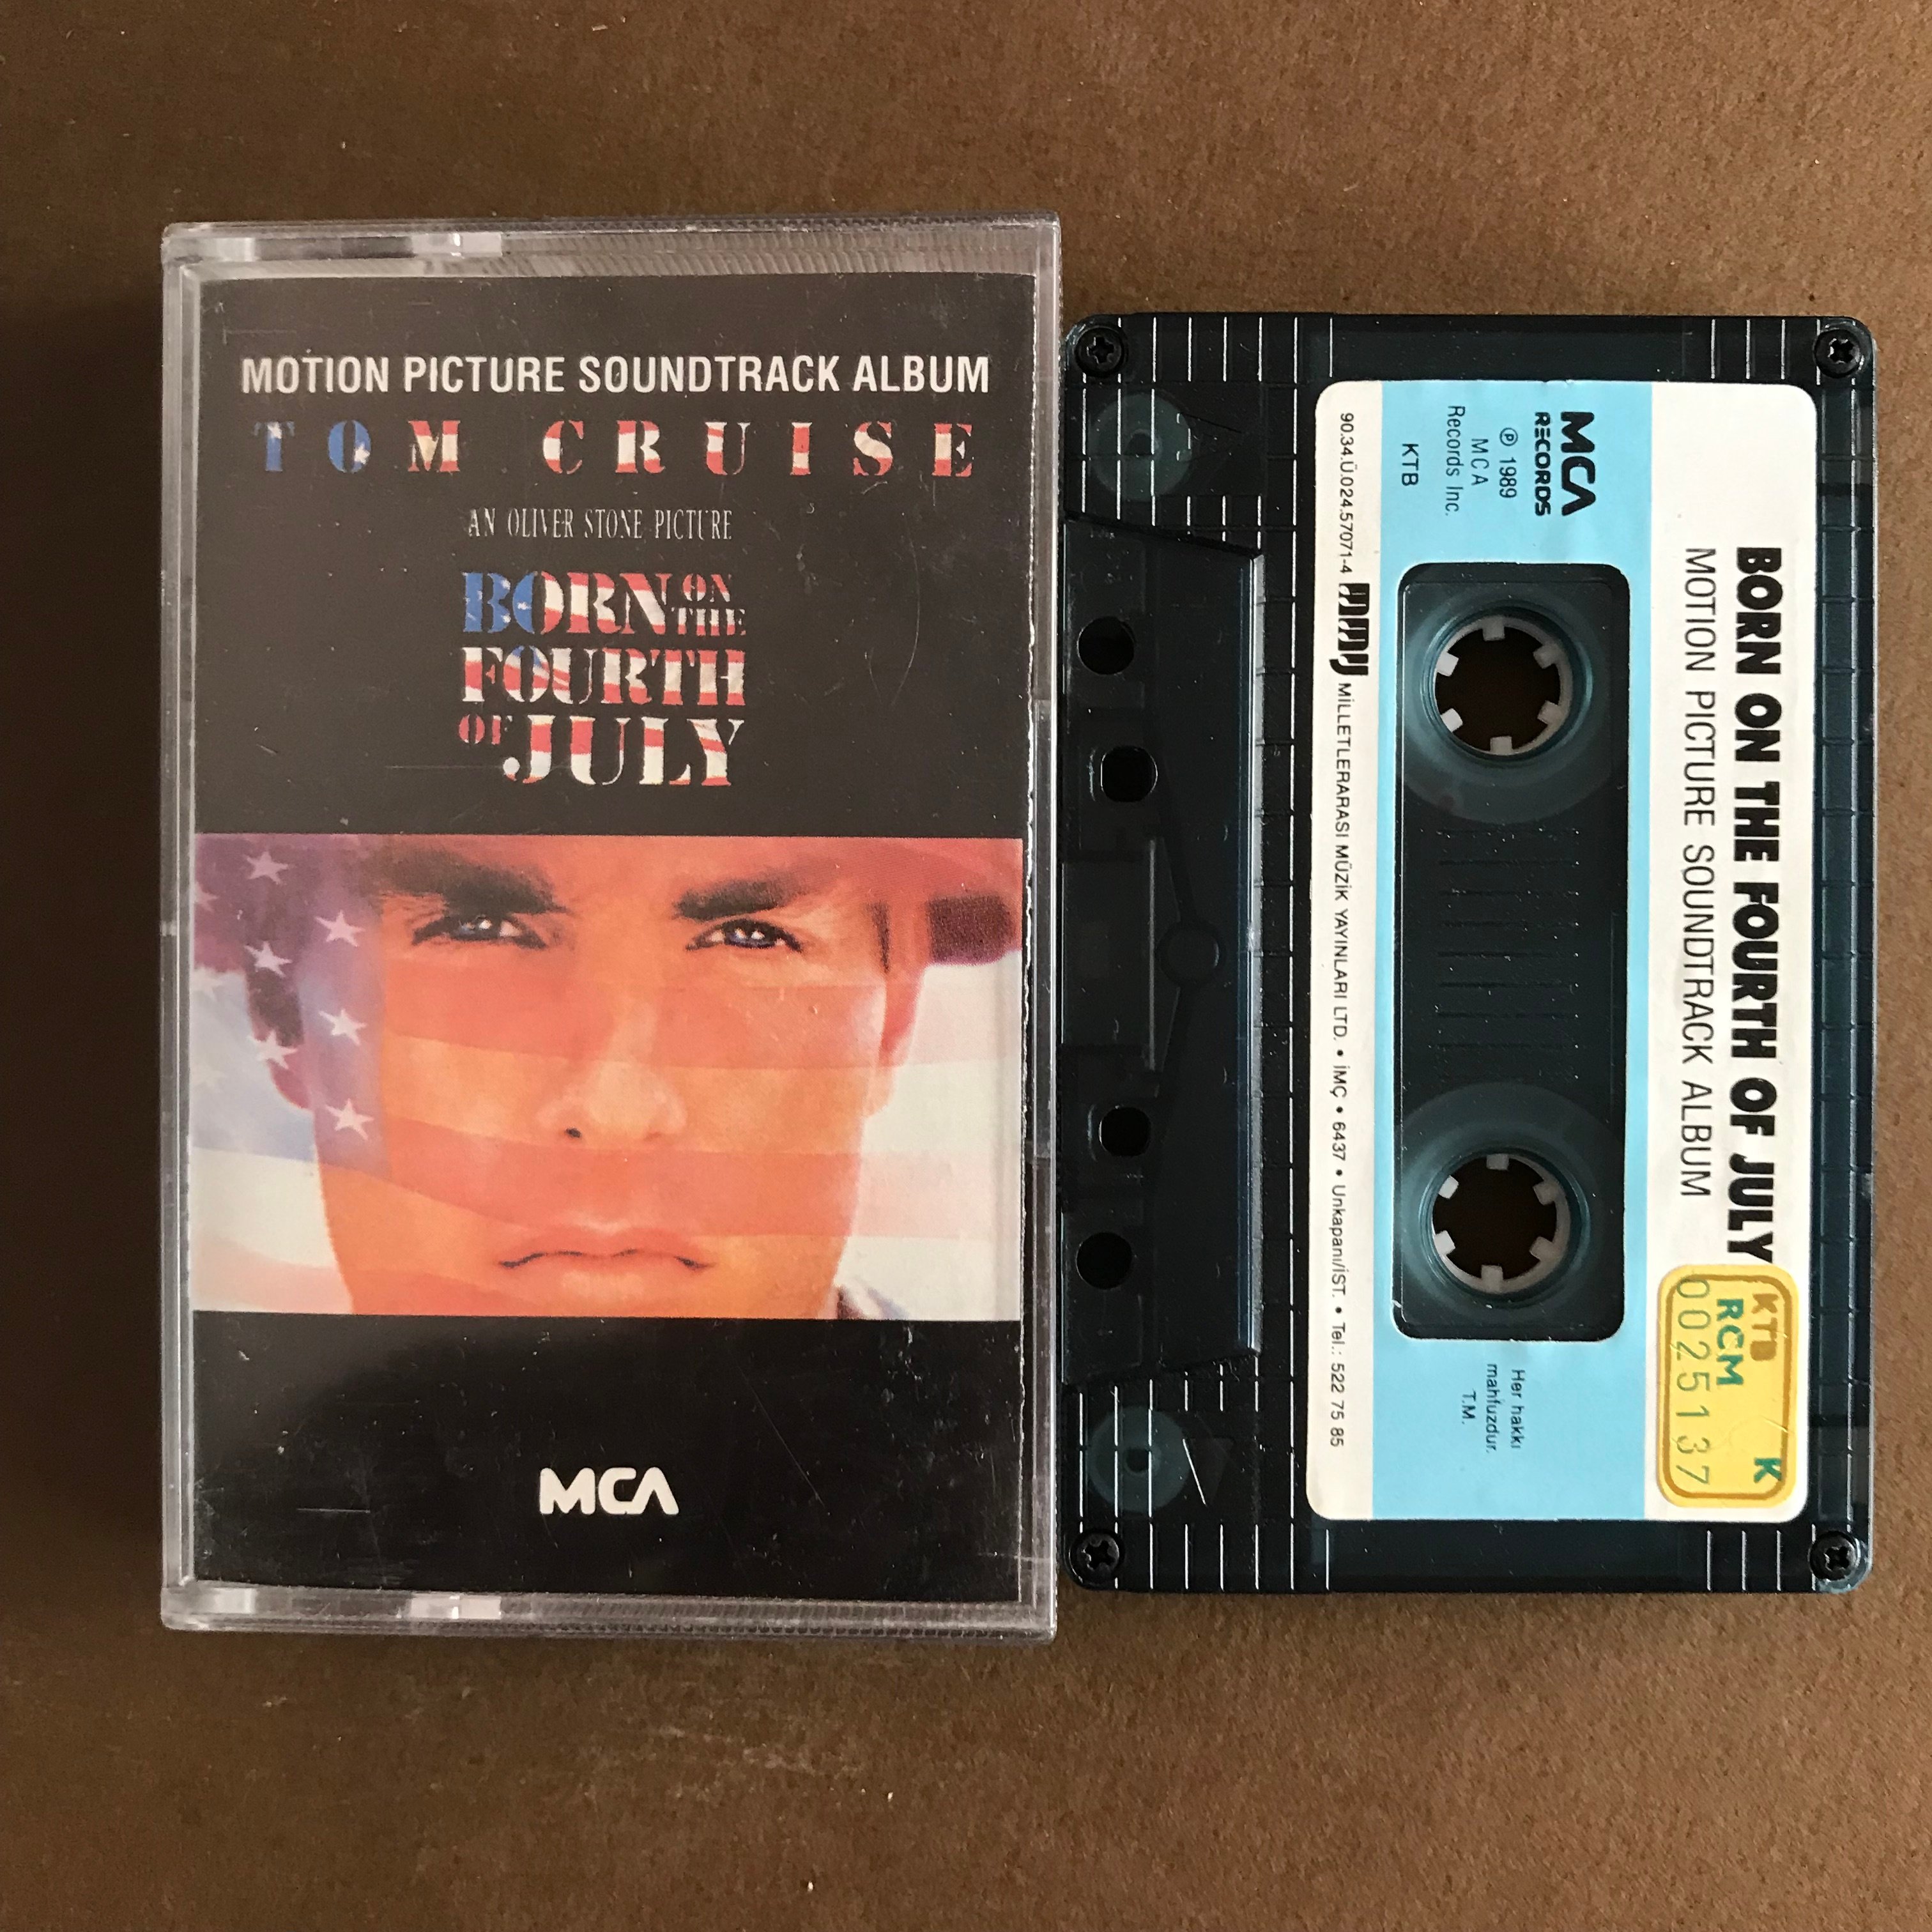 MOTION PICTURE SOUNDTRACK ALBUM
TOM CRUISE
AN OLIVER STONE PICTURE
BORN ON THE
FOURTH
OF JULY
MCA
BORN ON THE FOURTH OF JULY
MOTION PICTURE SOUNDTRACK ALBUM
KTB K
RCM
0025137
MCA
RECORDS
℗ 1989
MCA
Records Inc.
KTB
Her hakkı
mahfuzdur.
T.M.
90.34.Ü.024.57071-4 MMY MİLLETLERARASI MÜZİK YAYINLARI LTD. • İMÇ • 6437 • Unkapanı/İST. • Tel.: 522 75 85